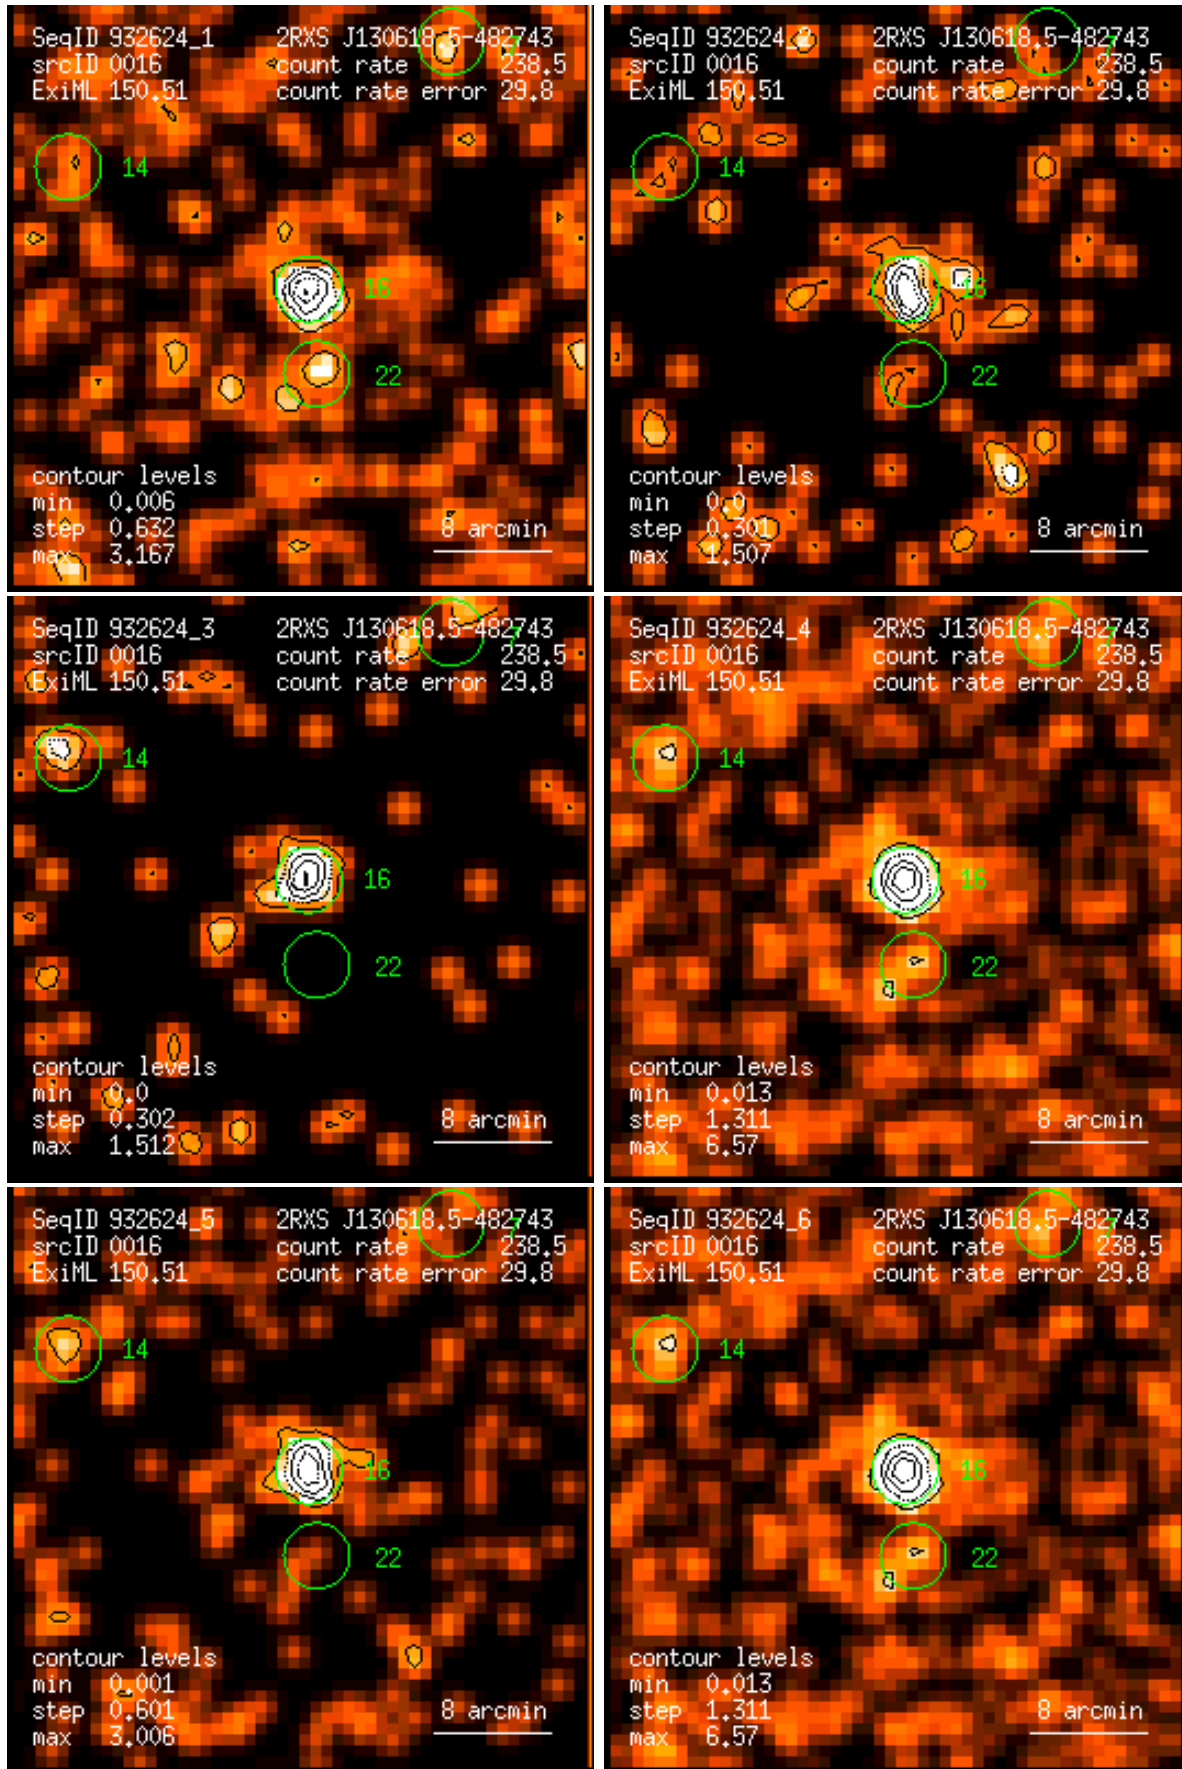 SeqID 932624_1 2RXS J130618.5-482743 7
srcID 0016 count rate 238.5
ExiML 150.51 count rate error 29.8
14
16
22
contour levels
min 0.006
step 0.632 8 arcmin
max 3.167
SeqID 932624_2 2RXS J130618.5-482743 7
srcID 0016 count rate 238.5
ExiML 150.51 count rate error 29.8
14
16
22
contour levels
min 0.0
step 0.301 8 arcmin
max 1.507
SeqID 932624_3 2RXS J130618.5-482743 7
srcID 0016 count rate 238.5
ExiML 150.51 count rate error 29.8
14
16
22
contour levels
min 0.0
step 0.302 8 arcmin
max 1.512
SeqID 932624_4 2RXS J130618.5-482743 7
srcID 0016 count rate 238.5
ExiML 150.51 count rate error 29.8
14
16
22
contour levels
min 0.013
step 1.311 8 arcmin
max 6.57
SeqID 932624_5 2RXS J130618.5-482743 7
srcID 0016 count rate 238.5
ExiML 150.51 count rate error 29.8
14
16
22
contour levels
min 0.001
step 0.601 8 arcmin
max 3.006
SeqID 932624_6 2RXS J130618.5-482743 7
srcID 0016 count rate 238.5
ExiML 150.51 count rate error 29.8
14
16
22
contour levels
min 0.013
step 1.311 8 arcmin
max 6.57